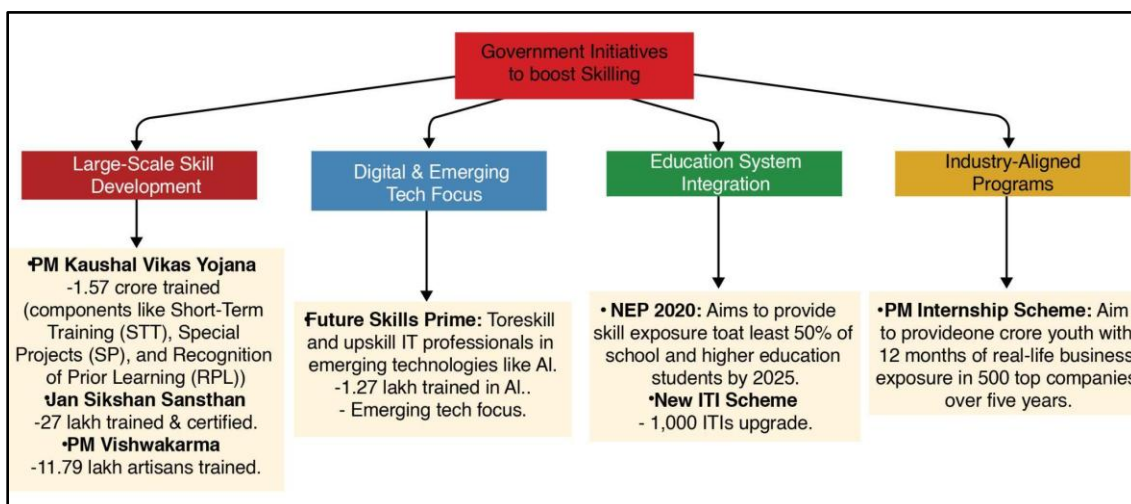 Government Initiatives
to boost Skilling
Large-Scale Skill
Development
Digital & Emerging
Tech Focus
Education System
Integration
Industry-Aligned
Programs
•PM Kaushal Vikas Yojana
-1.57 crore trained
(components like Short-Term
Training (STT), Special
Projects (SP), and Recognition
of Prior Learning (RPL))
•Jan Sikshan Sansthan
-27 lakh trained & certified.
•PM Vishwakarma
-11.79 lakh artisans trained.
•Future Skills Prime: Toreskill
and upskill IT professionals in
emerging technologies like AI.
-1.27 lakh trained in AI..
- Emerging tech focus.
• NEP 2020: Aims to provide
skill exposure toat least 50% of
school and higher education
students by 2025.
•New ITI Scheme
- 1,000 ITIs upgrade.
•PM Internship Scheme: Aim
to provideone crore youth with
12 months of real-life business
exposure in 500 top companies
over five years.